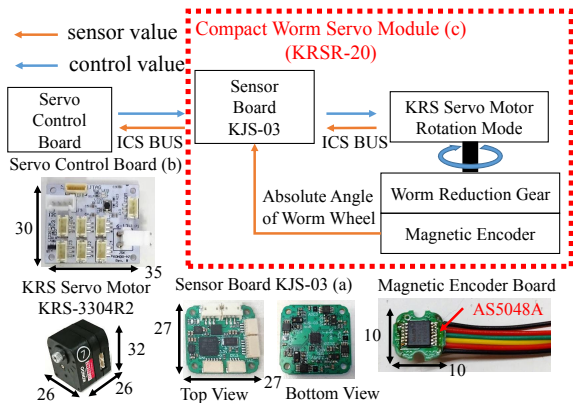 sensor value
control value
Compact Worm Servo Module (c)
(KRSR-20)
Servo
Control
Board
ICS BUS
Sensor
Board
KJS-03
ICS BUS
KRS Servo Motor
Rotation Mode
Absolute Angle
of Worm Wheel
Worm Reduction Gear
Magnetic Encoder
Servo Control Board (b)
30
35
KRS Servo Motor
KRS-3304R2
32
26
26
Sensor Board KJS-03 (a)
27
27
Top View
Bottom View
Magnetic Encoder Board
AS5048A
10
10